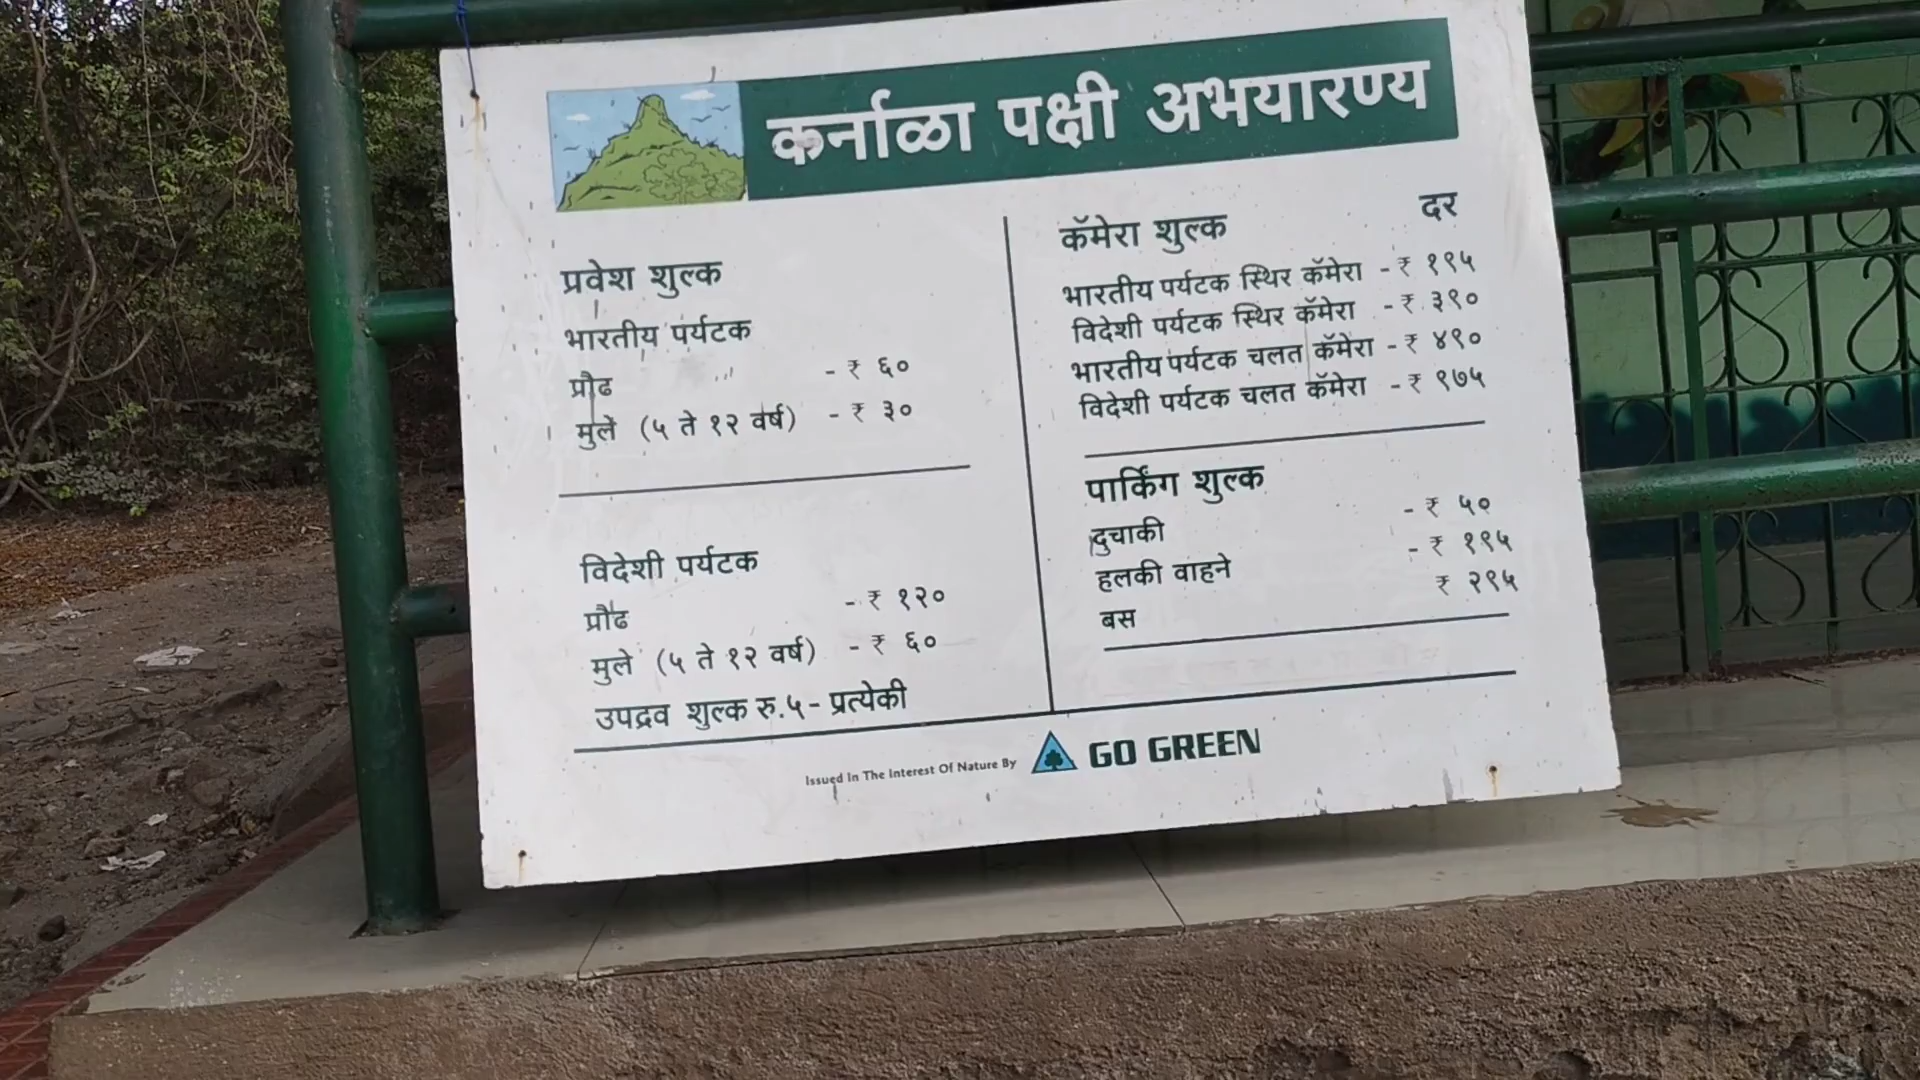 कर्नाळा पक्षी अभयारण्य
प्रवेश शुल्क
भारतीय पर्यटक
प्रौढ - ₹ ६०
मुले (५ ते १२ वर्ष) - ₹ ३०
विदेशी पर्यटक
प्रौढ - ₹ १२०
मुले (५ ते १२ वर्ष) - ₹ ६०
उपद्रव शुल्क रु.५- प्रत्येकी
कॅमेरा शुल्क दर
भारतीय पर्यटक स्थिर कॅमेरा - ₹ १९५
विदेशी पर्यटक स्थिर कॅमेरा - ₹ ३९०
भारतीय पर्यटक चलत कॅमेरा - ₹ ४९०
विदेशी पर्यटक चलत कॅमेरा - ₹ ९७५
पार्किंग शुल्क
दुचाकी - ₹ ५०
हलकी वाहने - ₹ १९५
बस ₹ २९५
Issued In The Interest Of Nature By GO GREEN